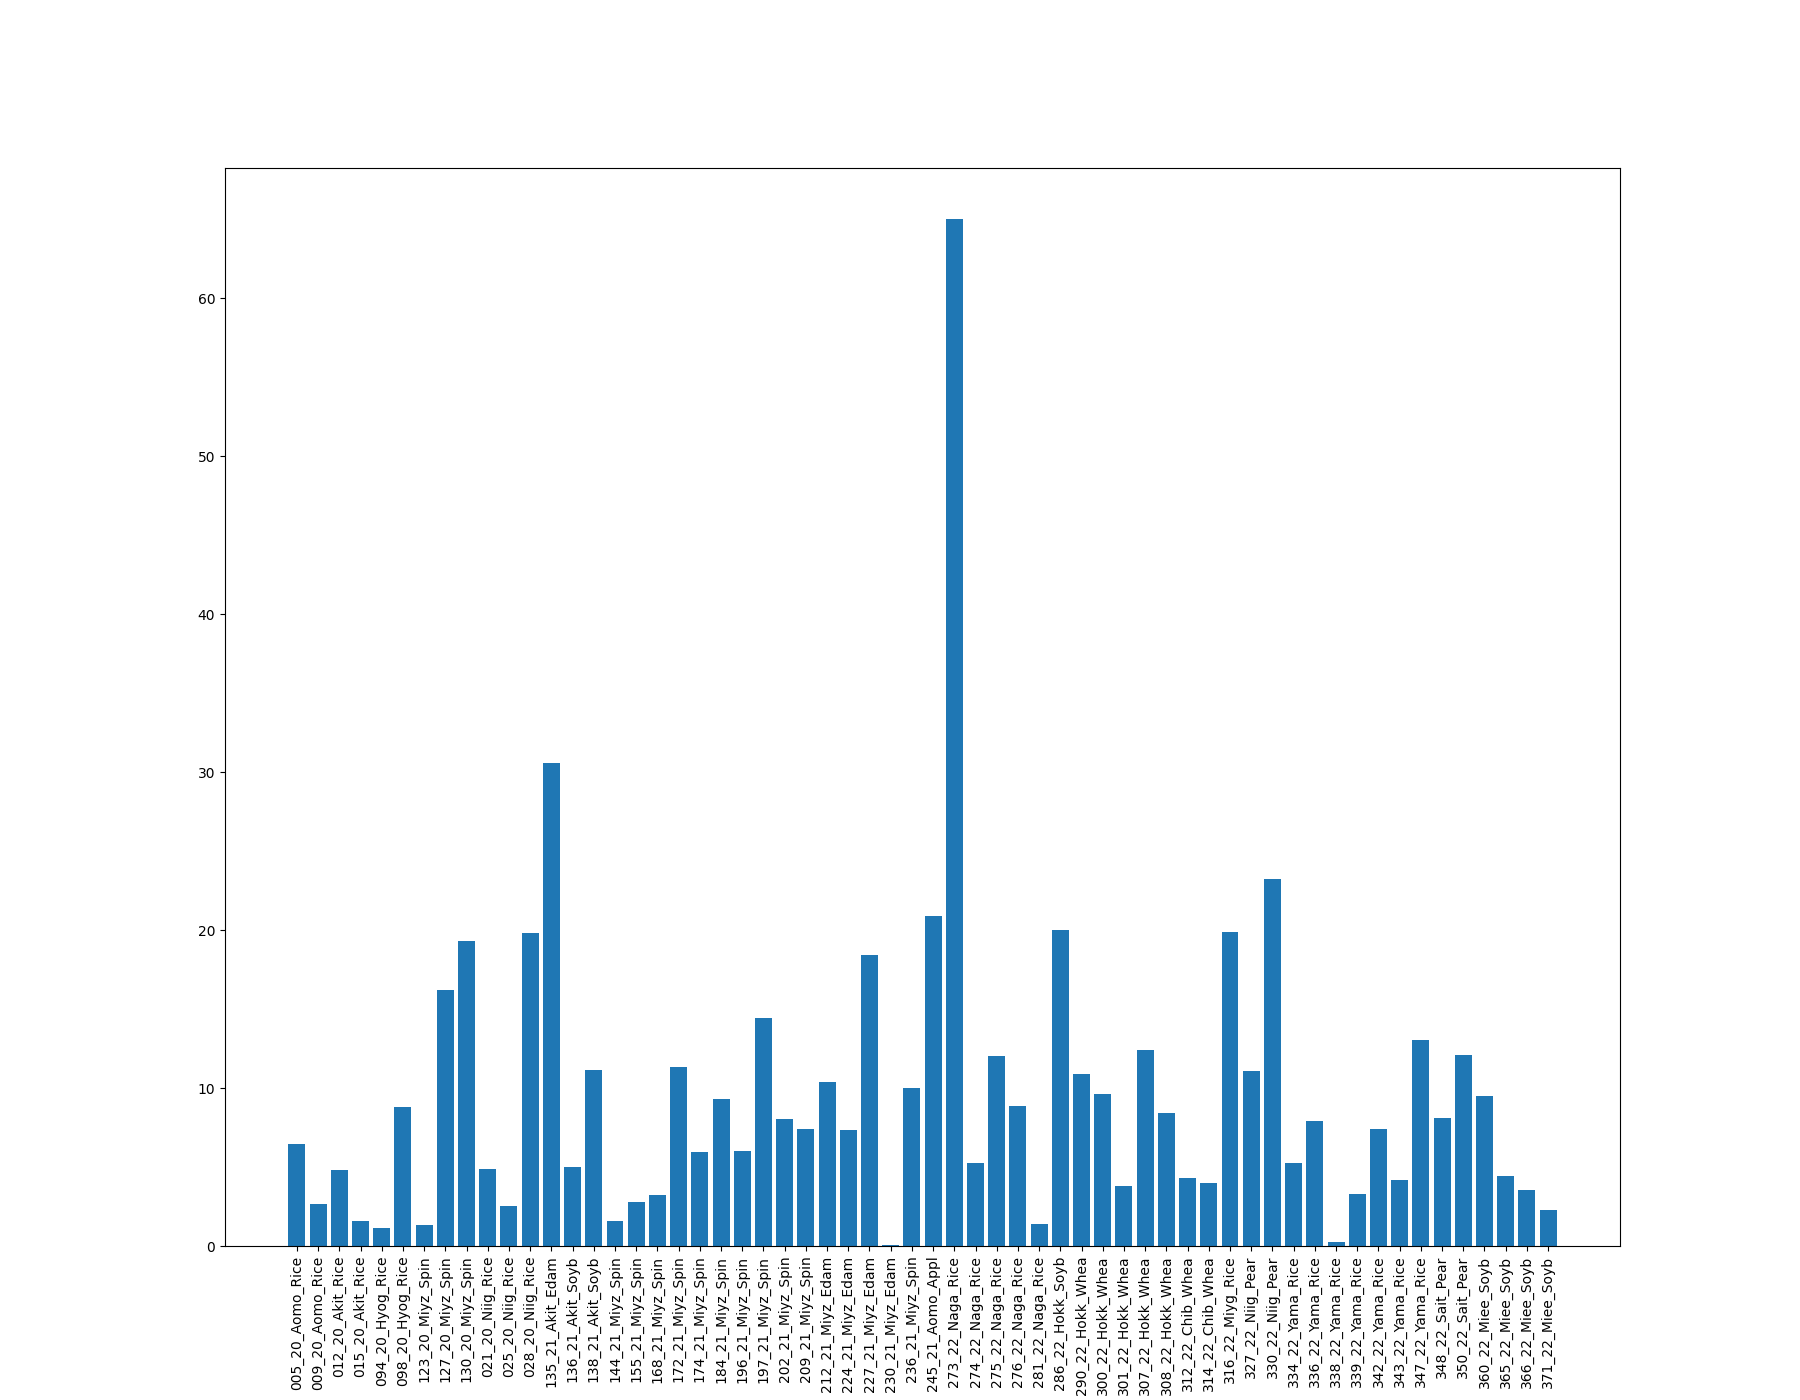 60
50
40
30
20
10
0
005_20_Aomo_Rice
009_20_Aomo_Rice
012_20_Akit_Rice
015_20_Akit_Rice
094_20_Hyog_Rice
098_20_Hyog_Rice
123_20_Miyz_Spin
127_20_Miyz_Spin
130_20_Miyz_Spin
021_20_Niig_Rice
025_20_Niig_Rice
028_20_Niig_Rice
135_21_Akit_Edam
136_21_Akit_Soyb
138_21_Akit_Soyb
144_21_Miyz_Spin
155_21_Miyz_Spin
168_21_Miyz_Spin
172_21_Miyz_Spin
174_21_Miyz_Spin
184_21_Miyz_Spin
196_21_Miyz_Spin
197_21_Miyz_Spin
202_21_Miyz_Spin
209_21_Miyz_Spin
212_21_Miyz_Edam
224_21_Miyz_Edam
227_21_Miyz_Edam
230_21_Miyz_Edam
236_21_Miyz_Spin
245_21_Aomo_Appl
273_22_Naga_Rice
274_22_Naga_Rice
275_22_Naga_Rice
276_22_Naga_Rice
281_22_Naga_Rice
286_22_Hokk_Soyb
290_22_Hokk_Whea
300_22_Hokk_Whea
301_22_Hokk_Whea
307_22_Hokk_Whea
308_22_Hokk_Whea
312_22_Chib_Whea
314_22_Chib_Whea
316_22_Miyg_Rice
327_22_Niig_Pear
330_22_Niig_Pear
334_22_Yama_Rice
336_22_Yama_Rice
338_22_Yama_Rice
339_22_Yama_Rice
342_22_Yama_Rice
343_22_Yama_Rice
347_22_Yama_Rice
348_22_Sait_Pear
350_22_Sait_Pear
360_22_Miee_Soyb
365_22_Miee_Soyb
366_22_Miee_Soyb
371_22_Miee_Soyb